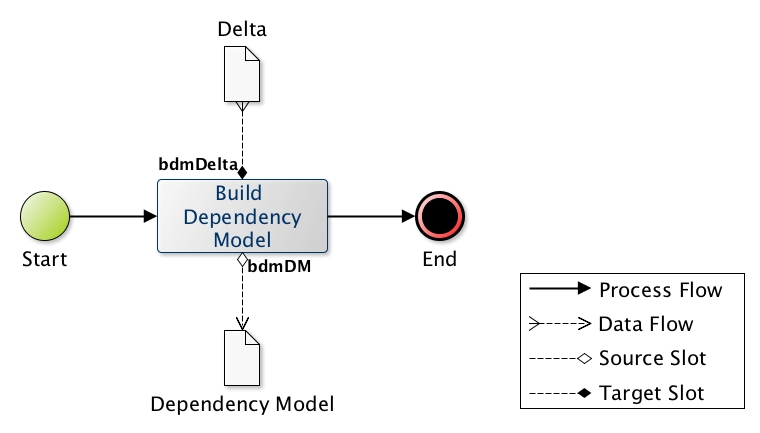 Delta
bdmDelta
Build
Dependency
Model
Start
End
bdmDM
Dependency Model
Process Flow
Data Flow
Source Slot
Target Slot